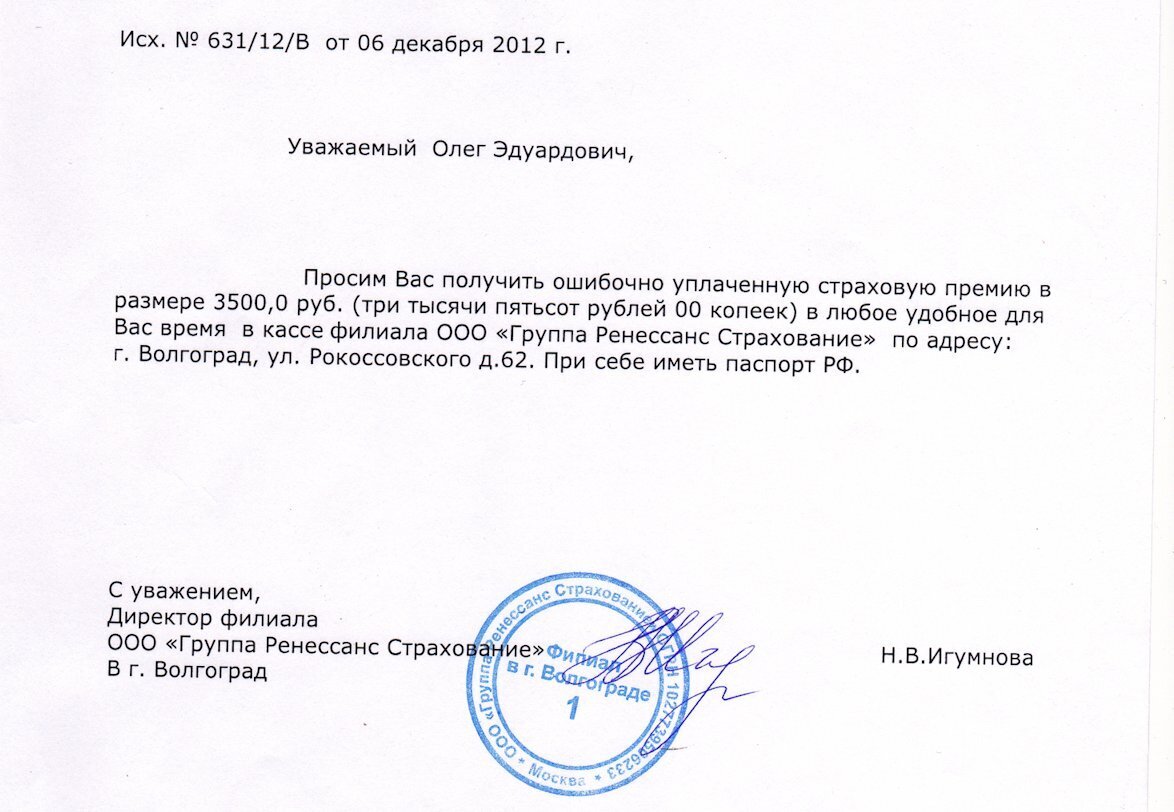 Исх. № 631/12/В от 06 декабря 2012 г.
Уважаемый Олег Эдуардович,
Просим Вас получить ошибочно уплаченную страховую премию в
размере 3500,0 руб. (три тысячи пятьсот рублей 00 копеек) в любое удобное для
Вас время в кассе филиала ООО «Группа Ренессанс Страхование» по адресу:
г. Волгоград, ул. Рокоссовского д.62. При себе иметь паспорт РФ.
С уважением,
Директор филиала
ООО «Группа Ренессанс Страхование»
В г. Волгоград
Н.В.Игумнова
ООО «Группа Ренессанс Страхование» ОГРН 1027739506233
* Москва *
Филиал
в г. Волгограде
1